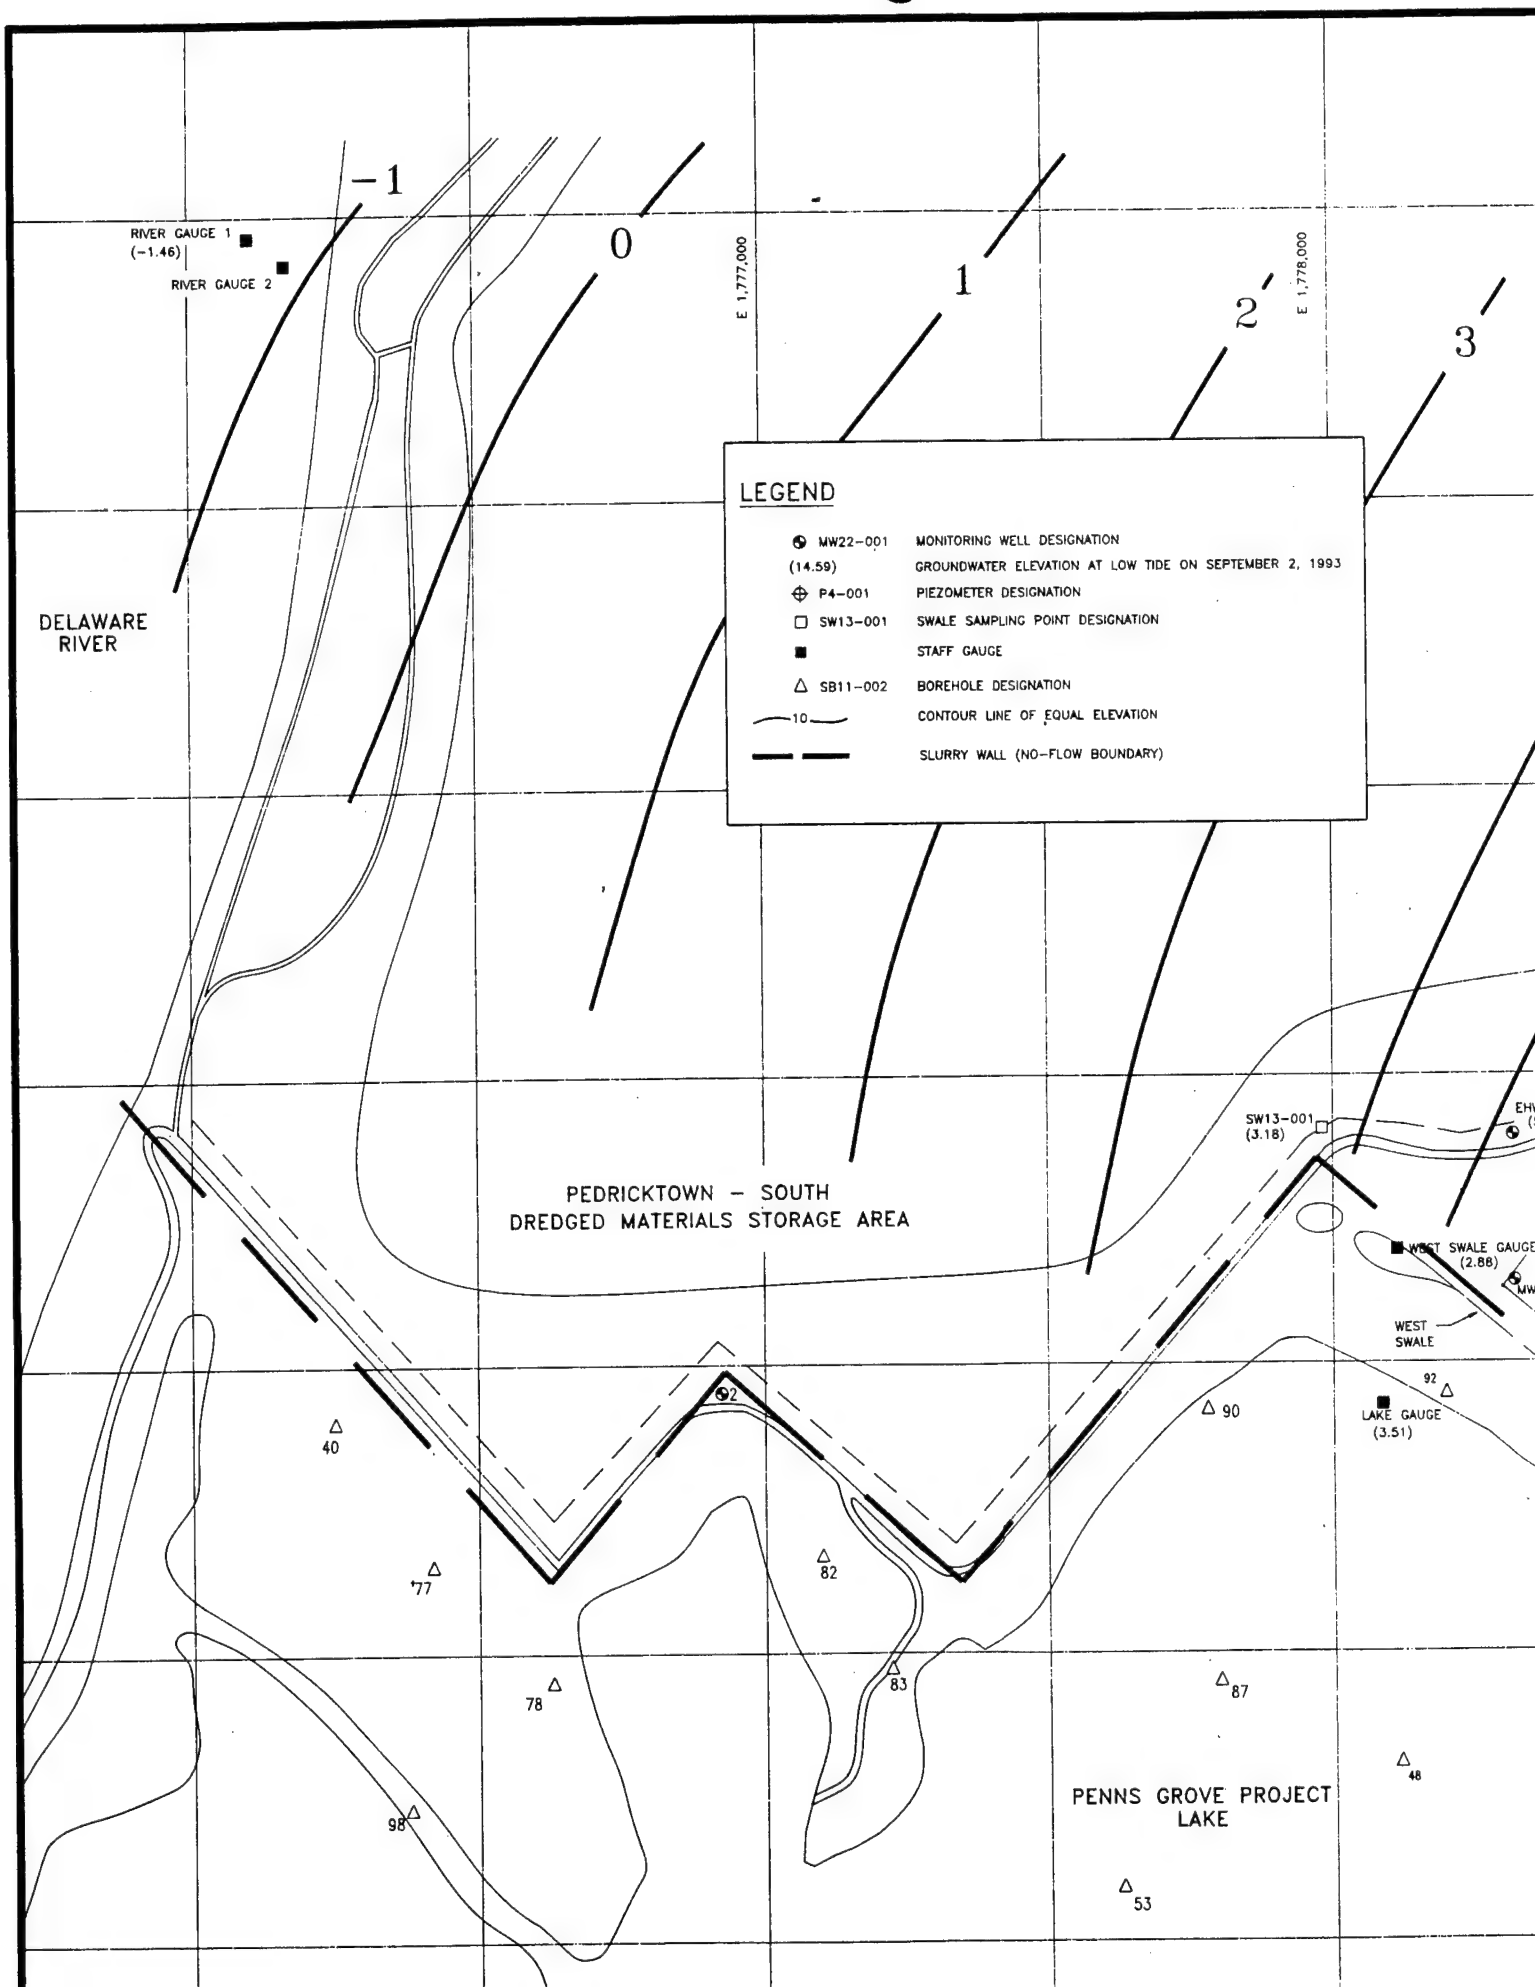 -1
RIVER GAUGE 1
(-1.46)
RIVER GAUGE 2
0
E 1,777,000
1
2
E 1,778,000
3
LEGEND
MW22-001 MONITORING WELL DESIGNATION
(14.59) GROUNDWATER ELEVATION AT LOW TIDE ON SEPTEMBER 2, 1993
P4-001 PIEZOMETER DESIGNATION
SW13-001 SWALE SAMPLING POINT DESIGNATION
STAFF GAUGE
SB11-002 BOREHOLE DESIGNATION
10 CONTOUR LINE OF EQUAL ELEVATION
SLURRY WALL (NO-FLOW BOUNDARY)
DELAWARE
RIVER
SW13-001
(3.18)
EH
PEDRICKTOWN - SOUTH
DREDGED MATERIALS STORAGE AREA
WEST SWALE GAUGE
(2.88)
MW
WEST
SWALE
2
92
90
LAKE GAUGE
(3.51)
40
77
82
78
83
87
48
98
PENNS GROVE PROJECT
LAKE
53